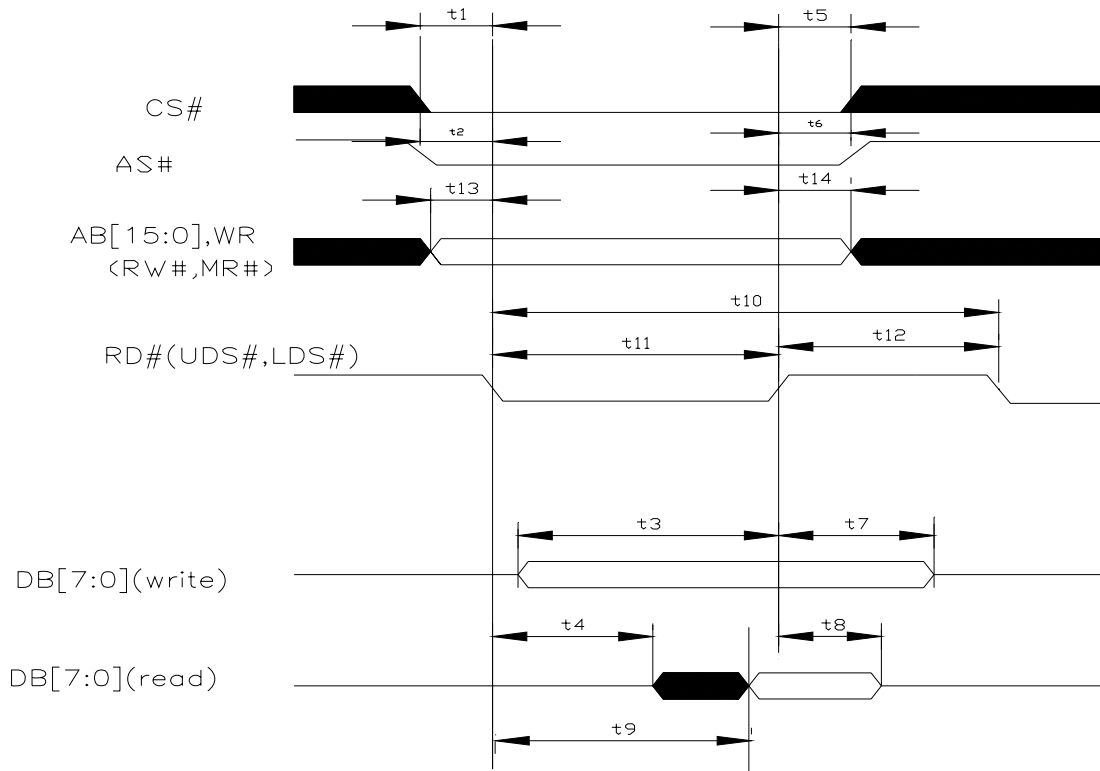 t1 t5
CS#
t2 t6
AS#
t13 t14
AB[15:0],WR
(RW#,MR#)
t10
RD#(UDS#,LDS#) t11 t12
t3 t7
DB[7:0](write)
t4 t8
DB[7:0](read)
t9